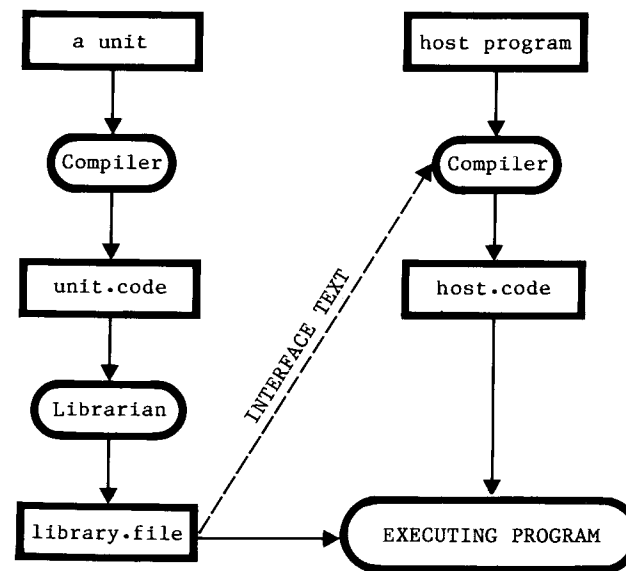 a unit
host program
Compiler
Compiler
unit.code
host.code
INTERFACE TEXT
Librarian
library.file
EXECUTING PROGRAM